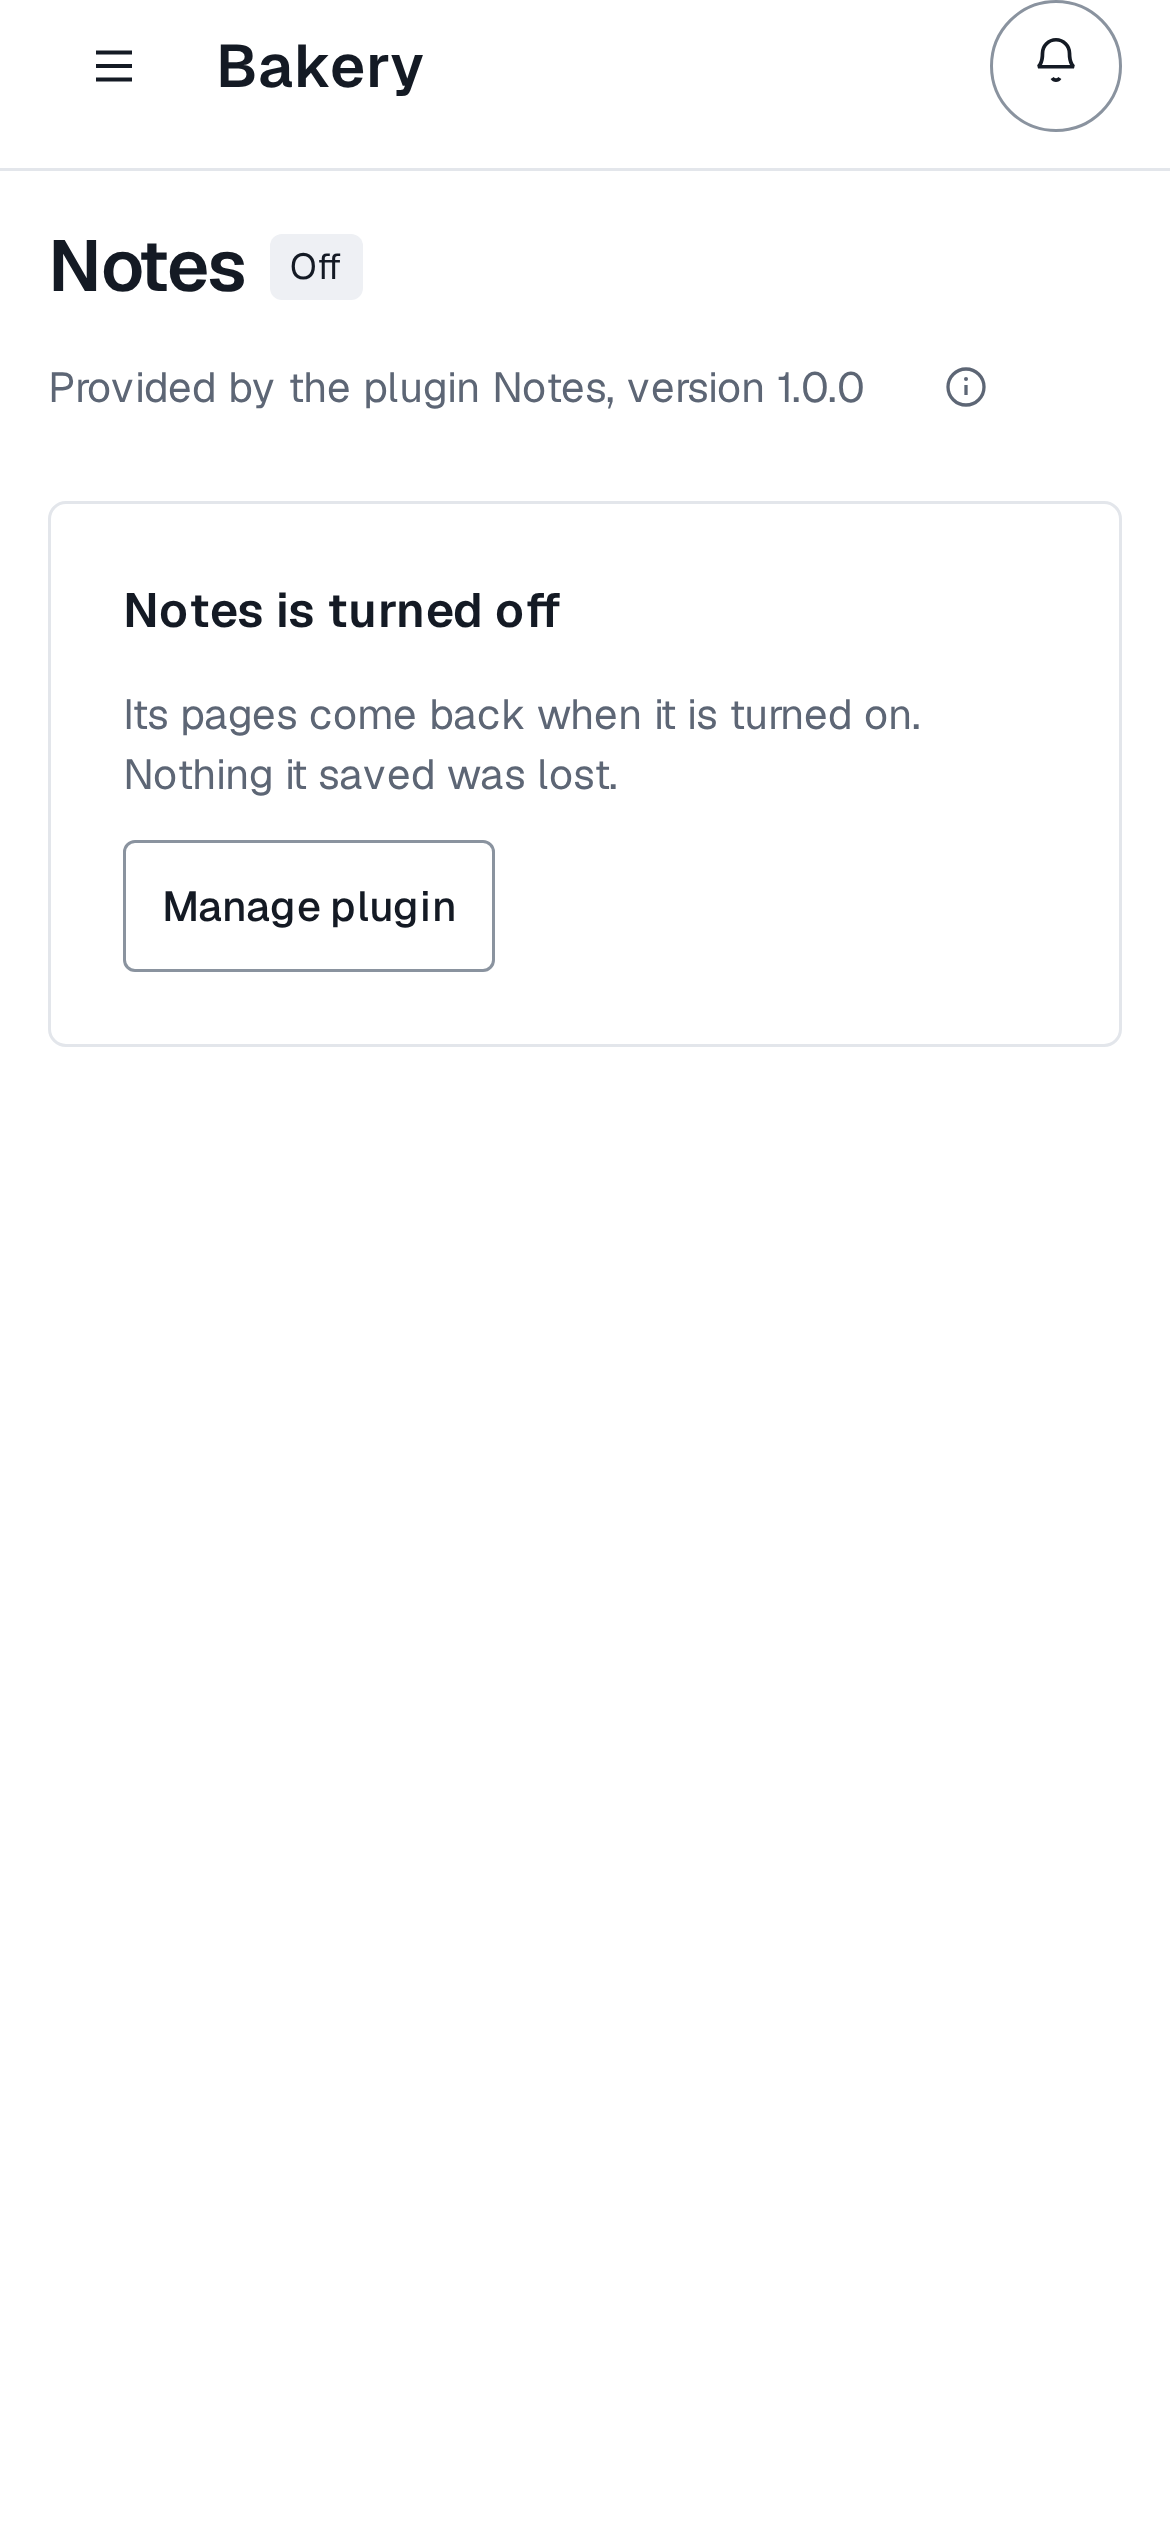 Bakery
Notes
Off
Provided by the plugin Notes, version 1.0.0
Notes is turned off
Its pages come back when it is turned on.
Nothing it saved was lost.
Manage plugin